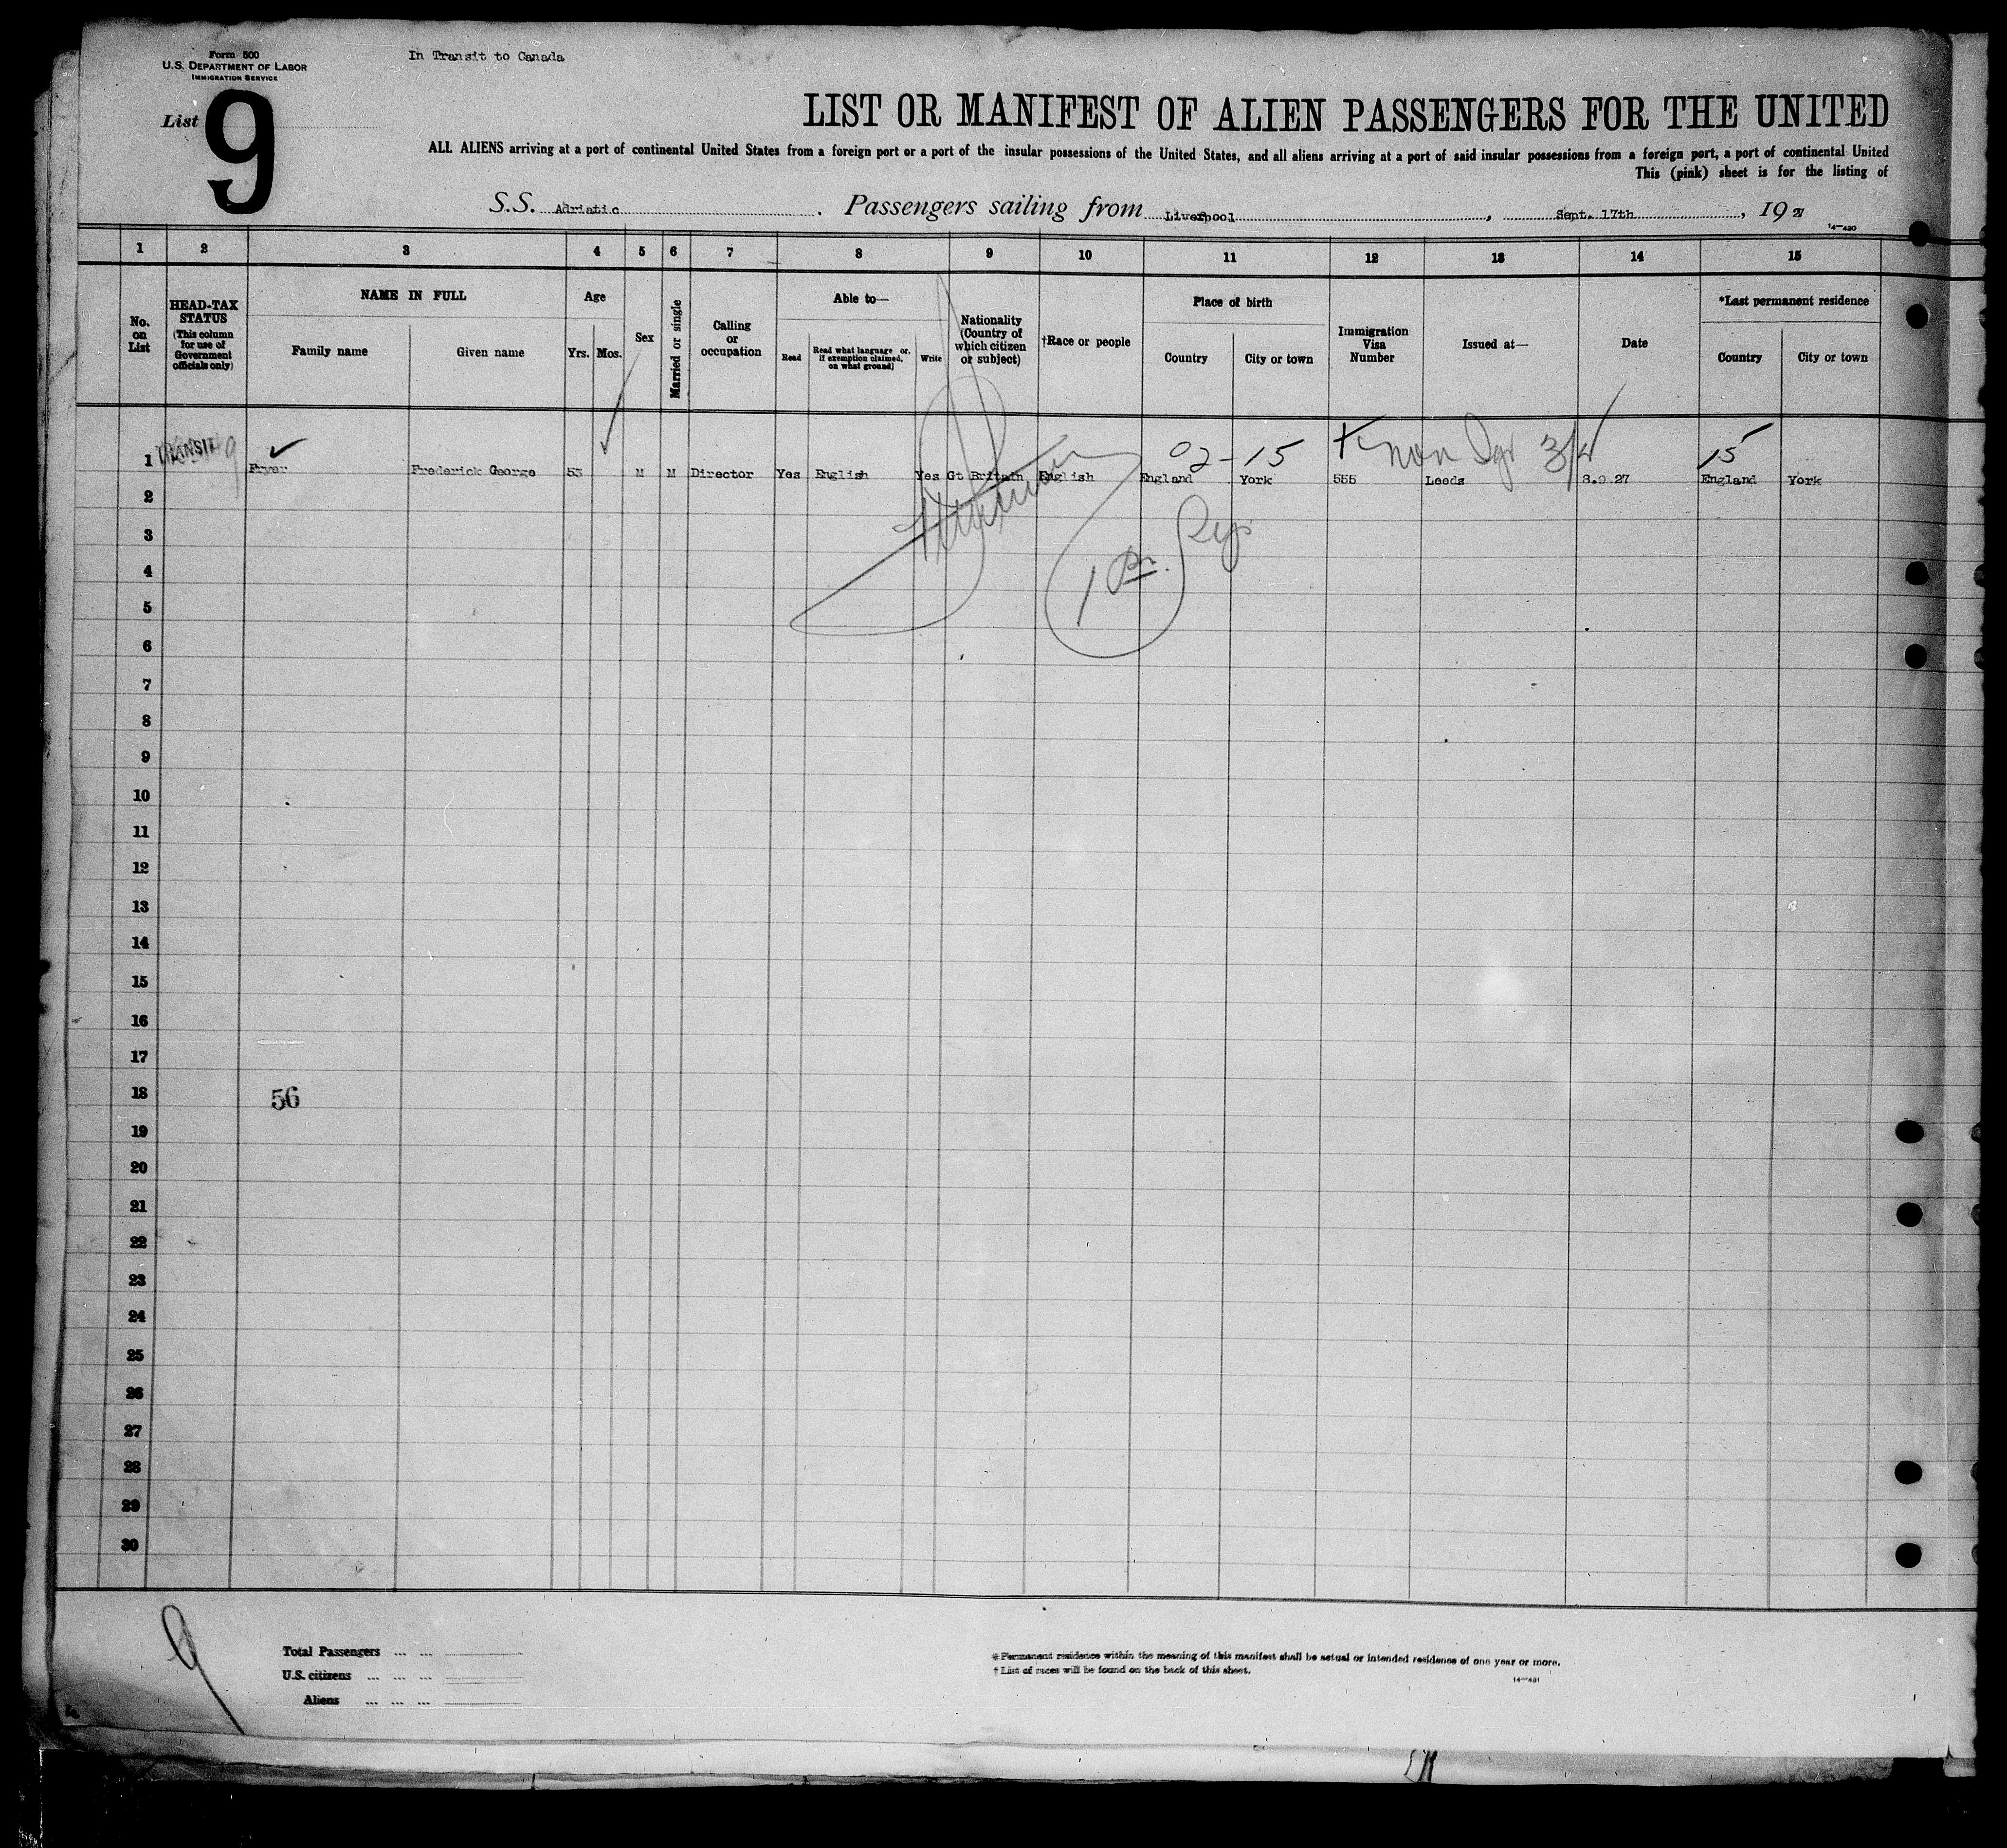 Form 500
U.S. DEPARTMENT OF LABOR
IMMIGRATION SERVICE
In Transit to Canada
List 9
LIST OR MANIFEST OF ALIEN PASSENGERS FOR THE UNITED
ALL ALIENS arriving at a port of continental United States from a foreign port or a port of the insular possessions of the United States, and all aliens arriving at a port of said insular possessions from a foreign port, a port of continental United
This (pink) sheet is for the listing of
S.S. Adriatic. Passengers sailing from Liverpool, Sept. 17th, 1927
14—430
1 2 3 4 5 6 7 8 9 10 11 12 13 14 15
No. on List
HEAD-TAX STATUS (This column for use of Government officials only)
NAME IN FULL
Family name Given name
Age
Yrs. Mos.
Sex
Married or single
Calling or occupation
Able to—
Read
Read what language or, if exemption claimed, on what ground)
Write
Nationality (Country of which citizen or subject)
†Race or people
Place of birth
Country City or town
Immigration Visa Number
Issued at—
Date
*Last permanent residence
Country City or town
02-15 non 3/4 15
1 TRANSIT Fryer Frederick George 53 M M Director Yes English Yes Gt Britain English England York 555 Leeds 8.9.27 England York
1 Pr.
2
3
4
5
6
7
8
9
10
11
12
13
14
15
16
17
18 56
19
20
21
22
23
24
25
26
27
28
29
30
9
Total Passengers ... ...
U.S. citizens ... ... ...
Aliens ... ... ...
* Permanent residence within the meaning of this manifest shall be actual or intended residence of one year or more.
† List of races will be found on the back of this sheet.
14—431